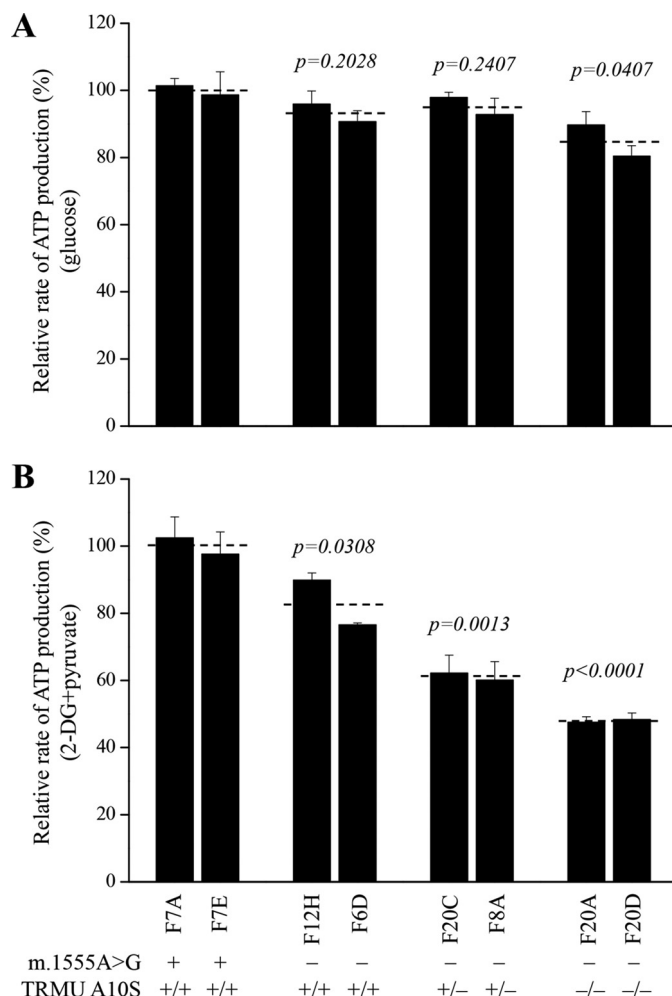 A
Relative rate of ATP production (%)
(glucose)
120
100
80
60
40
20
0
p=0.2028
p=0.2407
p=0.0407
B
Relative rate of ATP production (%)
(2-DG+pyruvate)
120
100
80
60
40
20
0
p=0.0308
p=0.0013
p<0.0001
F7A F7E F12H F6D F20C F8A F20A F20D
m.1555A>G + + – – – – – –
TRMU A10S +/+ +/+ +/+ +/+ +/– +/– –/– –/–